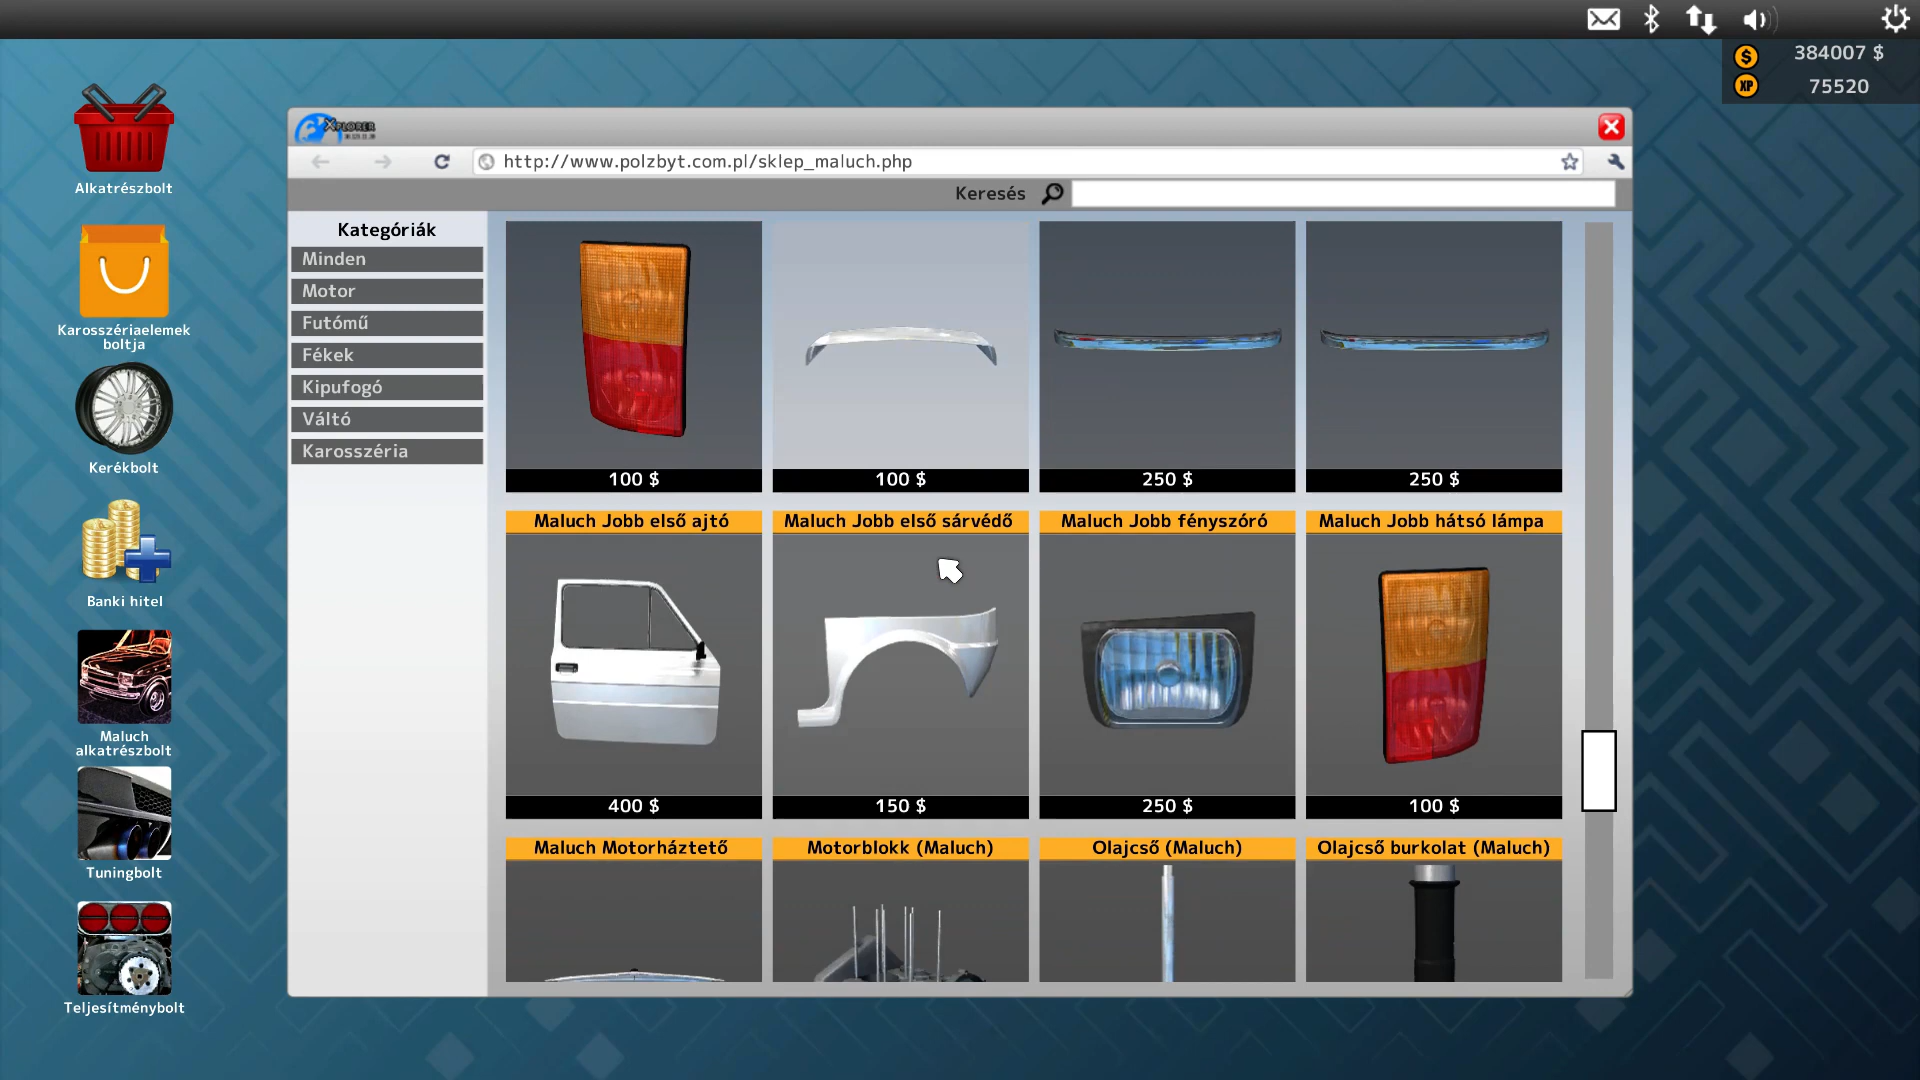 384007 $
XP 75520
Alkatrészbolt
Karosszériaelemek
boltja
Kerékbolt
Banki hitel
Maluch
alkatrészbolt
Tuningbolt
Teljesítménybolt
XPLORER
http://www.polzbyt.com.pl/sklep_maluch.php
Keresés
Kategóriák
Minden
Motor
Futómű
Fékek
Kipufogó
Váltó
Karosszéria
100 $
100 $
250 $
250 $
Maluch Jobb első ajtó
Maluch Jobb első sárvédő
Maluch Jobb fényszóró
Maluch Jobb hátsó lámpa
400 $
150 $
250 $
100 $
Maluch Motorháztető
Motorblokk (Maluch)
Olajcső (Maluch)
Olajcső burkolat (Maluch)